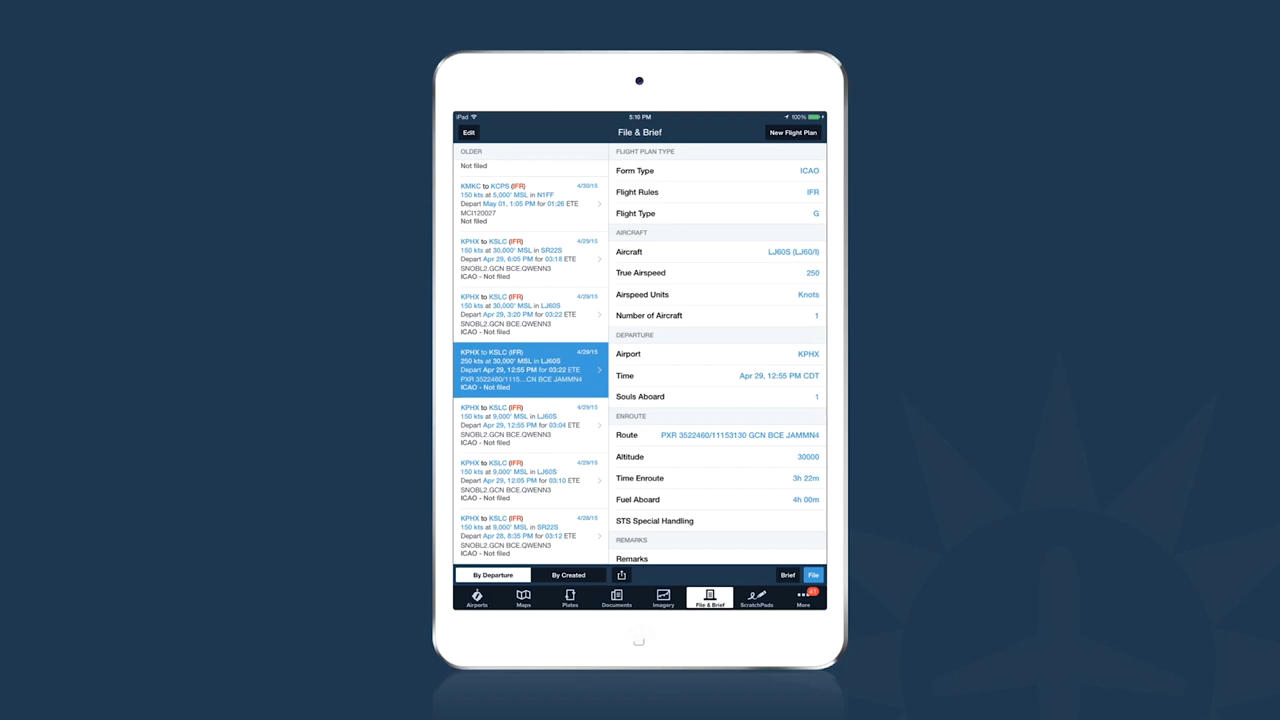 iPad 5:10 PM 100%
Edit File & Brief New Flight Plan
OLDER
Not filed
KMKC to KCPS (IFR) 4/30/15
150 kts at 5,000' MSL in N1FF
Depart May 01, 1:05 PM for 01:26 ETE
MCI120027
Not filed
KPHX to KSLC (IFR) 4/29/15
150 kts at 30,000' MSL in SR22S
Depart Apr 29, 6:05 PM for 03:18 ETE
SNOBL2.GCN BCE.QWENN3
ICAO - Not filed
KPHX to KSLC (IFR) 4/29/15
150 kts at 30,000' MSL in LJ60S
Depart Apr 29, 3:20 PM for 03:22 ETE
SNOBL2.GCN BCE.QWENN3
ICAO - Not filed
KPHX to KSLC (IFR) 4/29/15
250 kts at 30,000' MSL in LJ60S
Depart Apr 29, 12:55 PM for 03:22 ETE
PXR 3522460/1115...CN BCE JAMMN4
ICAO - Not filed
KPHX to KSLC (IFR) 4/29/15
150 kts at 9,000' MSL in LJ60S
Depart Apr 29, 12:55 PM for 03:04 ETE
SNOBL2.GCN BCE.QWENN3
ICAO - Not filed
KPHX to KSLC (IFR) 4/29/15
150 kts at 9,000' MSL in LJ60S
Depart Apr 29, 12:05 PM for 03:10 ETE
SNOBL2.GCN BCE.QWENN3
ICAO - Not filed
KPHX to KSLC (IFR) 4/28/15
150 kts at 9,000' MSL in SR22S
Depart Apr 28, 8:35 PM for 03:12 ETE
SNOBL2.GCN BCE.QWENN3
ICAO - Not filed
FLIGHT PLAN TYPE
Form Type ICAO
Flight Rules IFR
Flight Type G
AIRCRAFT
Aircraft LJ60S (LJ60/I)
True Airspeed 250
Airspeed Units Knots
Number of Aircraft 1
DEPARTURE
Airport KPHX
Time Apr 29, 12:55 PM CDT
Souls Aboard 1
ENROUTE
Route PXR 3522460/11153130 GCN BCE JAMMN4
Altitude 30000
Time Enroute 3h 22m
Fuel Aboard 4h 00m
STS Special Handling
REMARKS
Remarks
By Departure By Created Brief File
Airports Maps Plates Documents Imagery File & Brief ScratchPads More